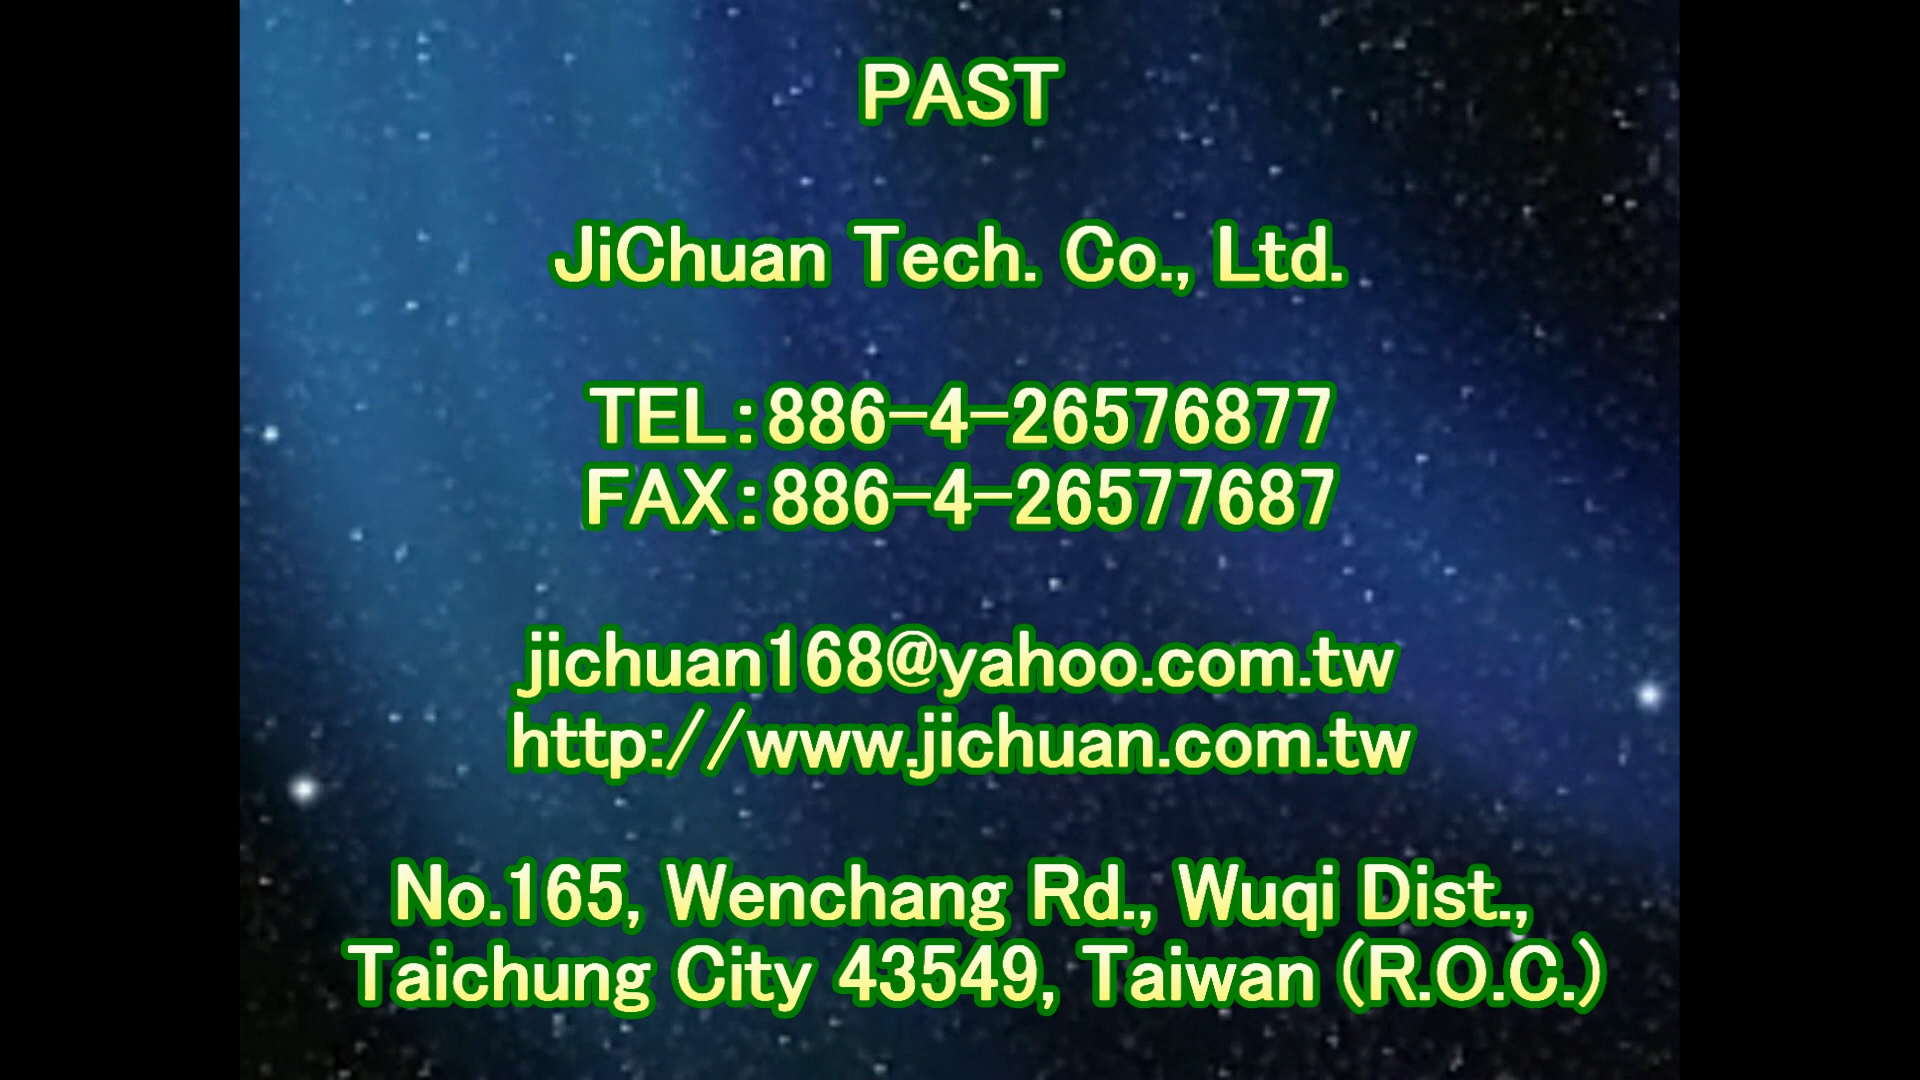 PAST
JiChuan Tech. Co., Ltd.
TEL:886-4-26576877
FAX:886-4-26577687
jichuan168@yahoo.com.tw
http://www.jichuan.com.tw
No.165, Wenchang Rd., Wuqi Dist.,
Taichung City 43549, Taiwan (R.O.C.)